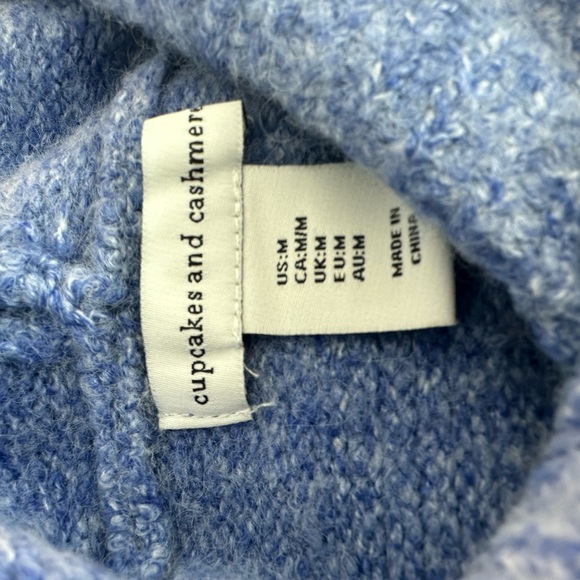 cupcakes and cashmere
US:M
CA:M/M
UK:M
EU:M
AU:M
MADE IN
CHINA